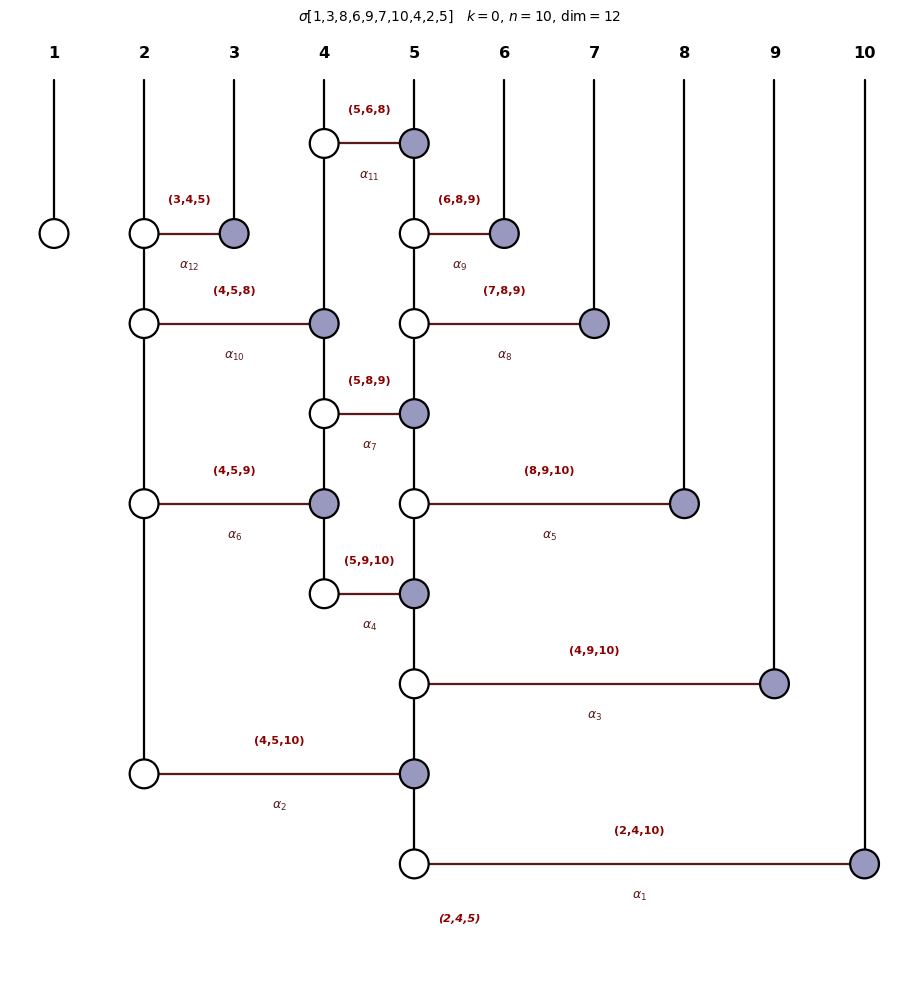 σ[1,3,8,6,9,7,10,4,2,5]   k=0, n=10, dim=12
1 2 3 4 5 6 7 8 9 10
(5,6,8)
α₁₁
(3,4,5) (6,8,9)
α₁₂ α₉
(4,5,8) (7,8,9)
α₁₀ α₈
(5,8,9)
α₇
(4,5,9) (8,9,10)
α₆ α₅
(5,9,10)
α₄
(4,9,10)
α₃
(4,5,10)
α₂
(2,4,10)
α₁
(2,4,5)